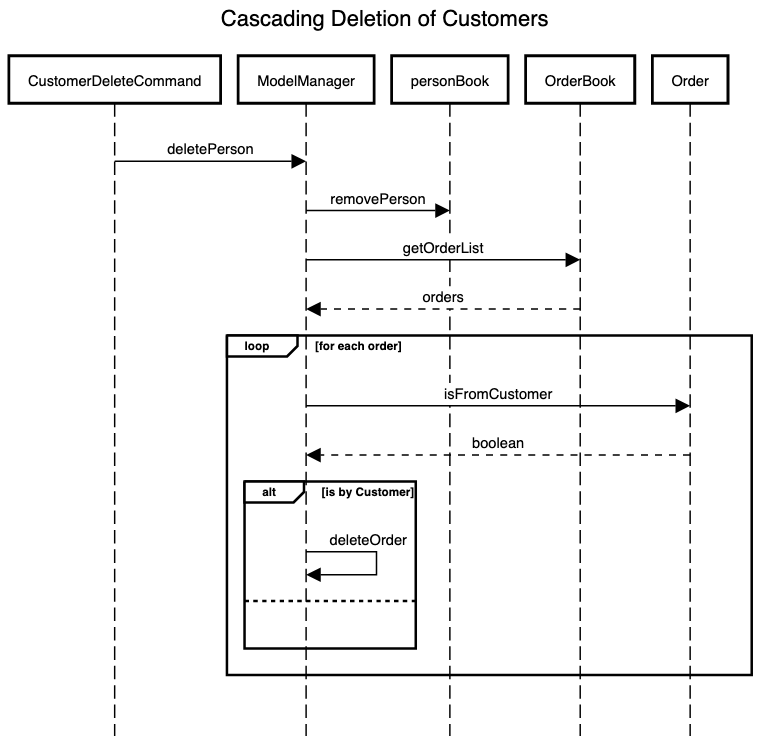 Cascading Deletion of Customers
CustomerDeleteCommand
ModelManager
personBook
OrderBook
Order
deletePerson
removePerson
getOrderList
orders
loop
[for each order]
isFromCustomer
boolean
alt
[is by Customer]
deleteOrder